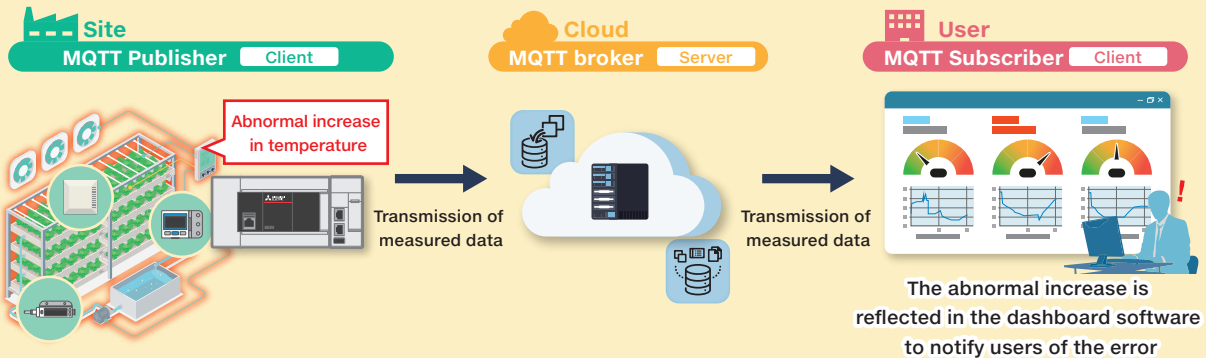 Site
MQTT Publisher Client
Abnormal increase
in temperature
Transmission of
measured data
Cloud
MQTT broker Server
Transmission of
measured data
User
MQTT Subscriber Client
!
The abnormal increase is
reflected in the dashboard software
to notify users of the error